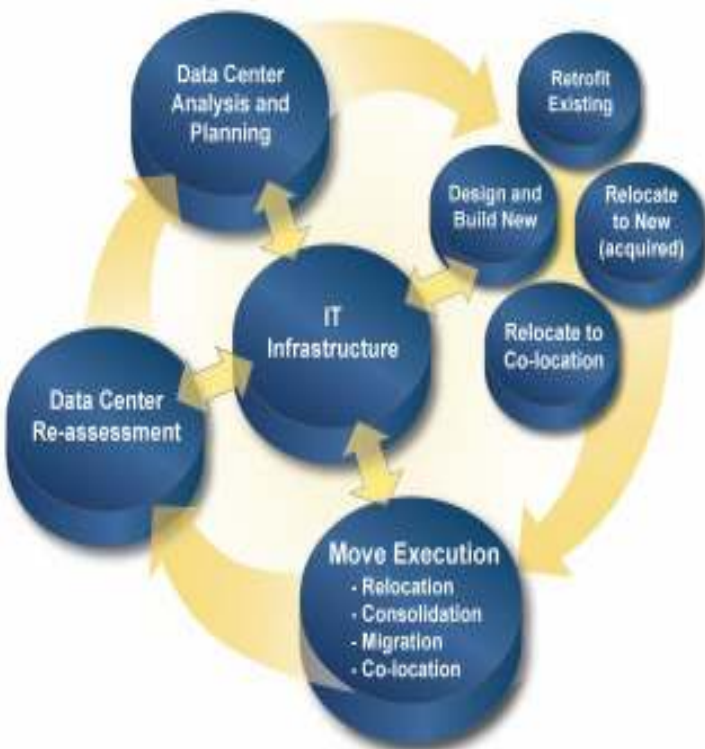 Data Center
Analysis and
Planning
Retrofit
Existing
Design and
Build New
Relocate
to New
(acquired)
Relocate to
Co-location
IT
Infrastructure
Data Center
Re-assessment
Move Execution
- Relocation
- Consolidation
- Migration
- Co-location